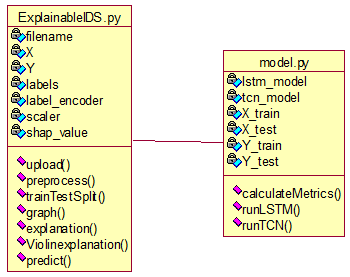 ExplainableIDS.py
filename
X
Y
labels
label_encoder
scaler
shap_value
upload()
preprocess()
trainTestSplit()
graph()
explanation()
Violinexplanation()
predict()
model.py
lstm_model
tcn_model
X_train
X_test
Y_train
Y_test
calculateMetrics()
runLSTM()
runTCN()